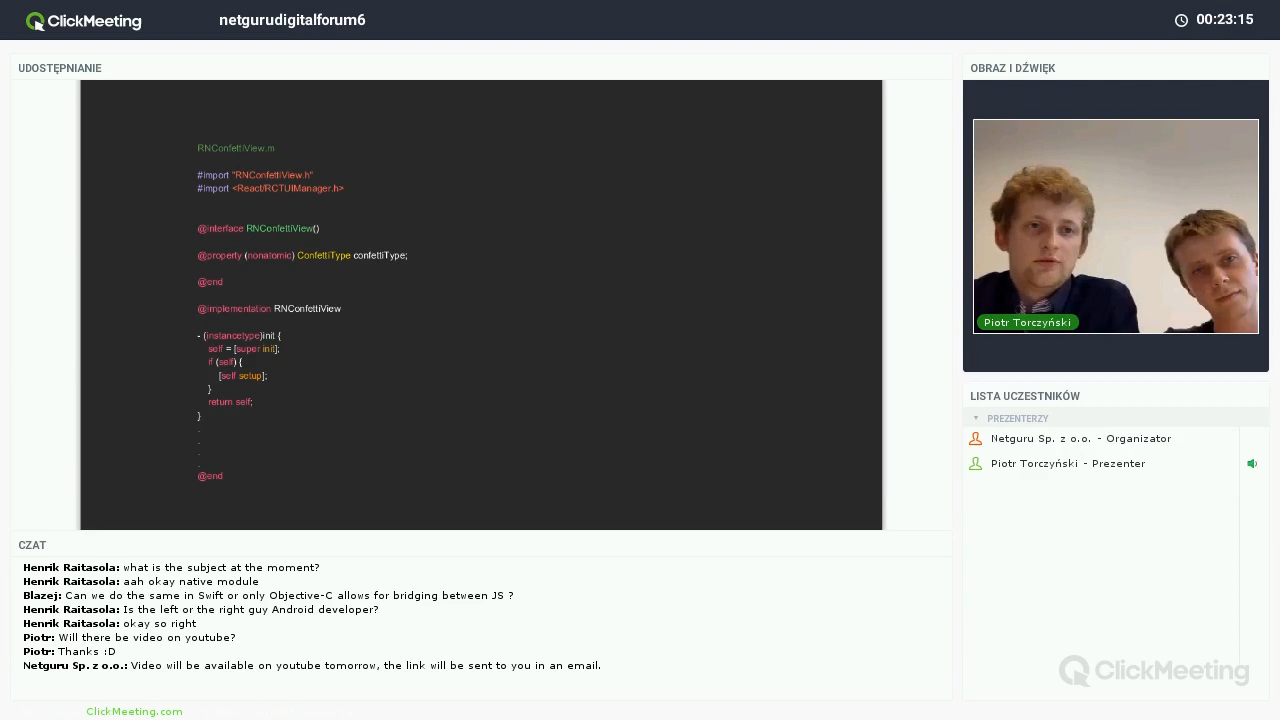 ClickMeeting
netgurudigitalforum6
00:23:15
UDOSTĘPNIANIE
OBRAZ I DŹWIĘK
RNConfettiView.m
#import "RNConfettiView.h"
#import <React/RCTUIManager.h>
@interface RNConfettiView()
@property (nonatomic) ConfettiType confettiType;
@end
@implementation RNConfettiView
- (instancetype)init {
self = [super init];
if (self) {
[self setup];
}
return self;
}
.
.
.
.
@end
Piotr Torczyński
LISTA UCZESTNIKÓW
PREZENTERZY
Netguru Sp. z o.o. - Organizator
Piotr Torczyński - Prezenter
CZAT
Henrik Raitasola: what is the subject at the moment?
Henrik Raitasola: aah okay native module
Blazej: Can we do the same in Swift or only Objective-C allows for bridging between JS ?
Henrik Raitasola: Is the left or the right guy Android developer?
Henrik Raitasola: okay so right
Piotr: Will there be video on youtube?
Piotr: Thanks :D
Netguru Sp. z o.o.: Video will be available on youtube tomorrow, the link will be sent to you in an email.
ClickMeeting
ClickMeeting.com